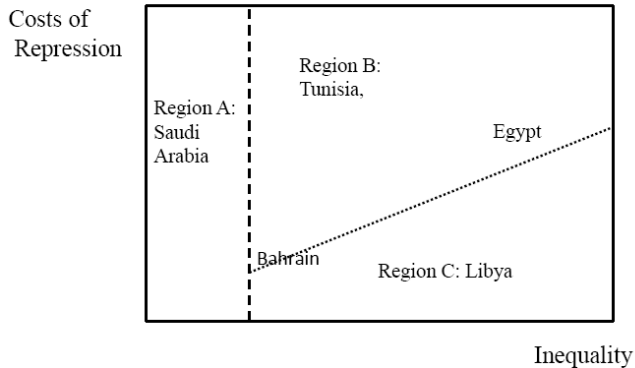 Costs of
Repression
Region A:
Saudi
Arabia
Region B:
Tunisia,
Egypt
Bahrain
Region C: Libya
Inequality